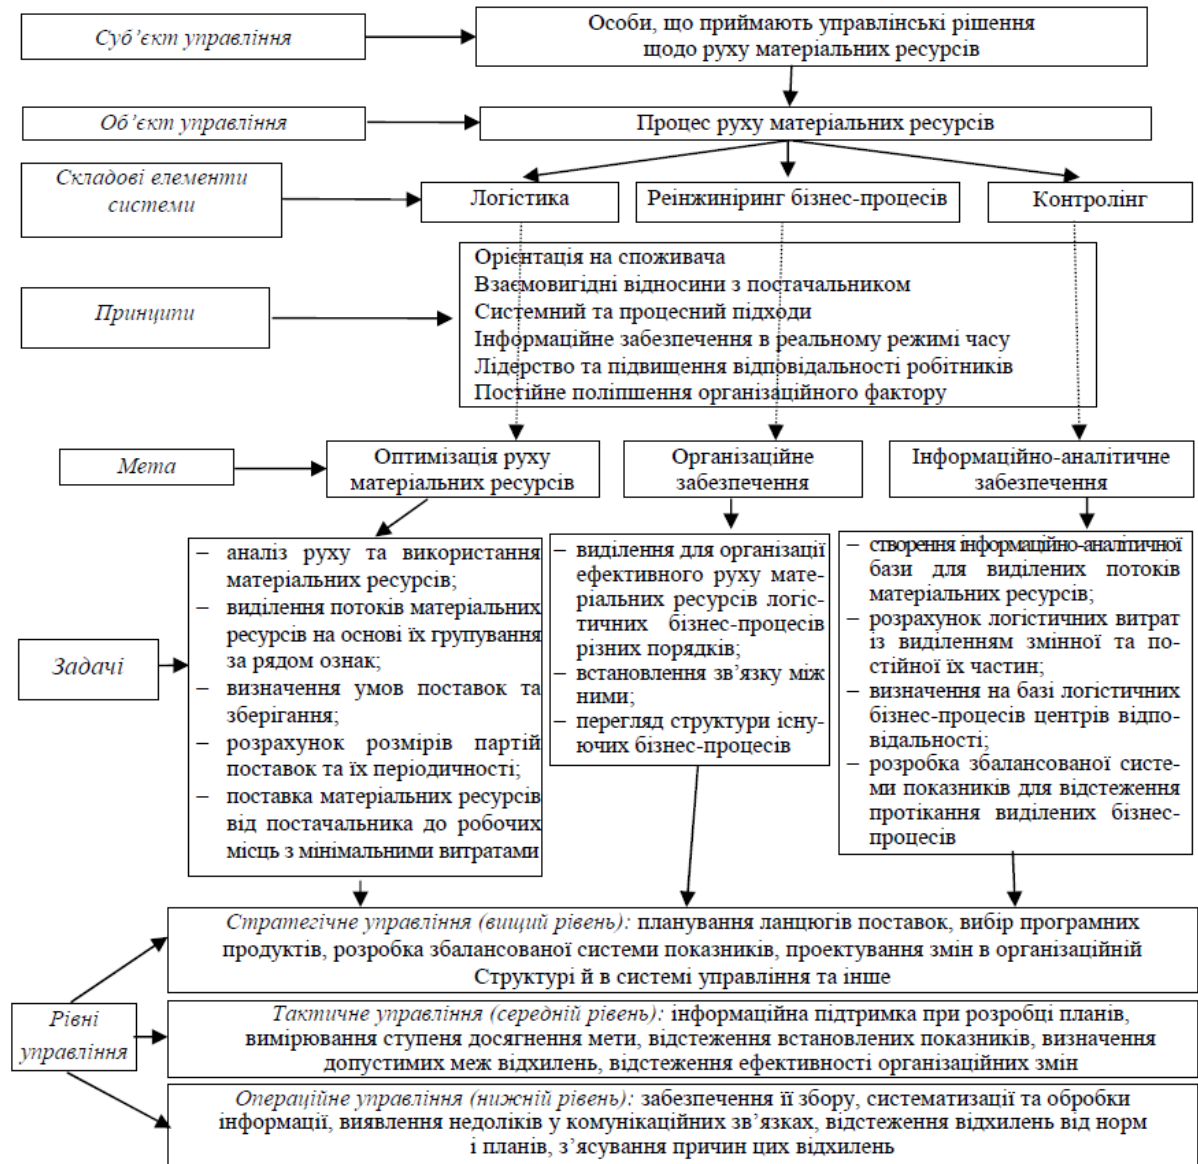 Суб’єкт управління
Особи, що приймають управлінські рішення
щодо руху матеріальних ресурсів
Об’єкт управління
Процес руху матеріальних ресурсів
Складові елементи
системи
Логістика
Реінжиніринг бізнес-процесів
Контролінг
Принципи
Орієнтація на споживача
Взаємовигідні відносини з постачальником
Системний та процесний підходи
Інформаційне забезпечення в реальному режимі часу
Лідерство та підвищення відповідальності робітників
Постійне поліпшення організаційного фактору
Мета
Оптимізація руху
матеріальних ресурсів
Організаційне
забезпечення
Інформаційно-аналітичне
забезпечення
Задачі
– аналіз руху та використання
матеріальних ресурсів;
– виділення потоків матеріальних
ресурсів на основі їх групування
за рядом ознак;
– визначення умов поставок та
зберігання;
– розрахунок розмірів партій
поставок та їх періодичності;
– поставка матеріальних ресурсів
від постачальника до робочих
місць з мінімальними витратами
– виділення для організації
ефективного руху мате-
ріальних ресурсів логіс-
тичних бізнес-процесів
різних порядків;
– встановлення зв’язку між
ними;
– перегляд структури існу-
ючих бізнес-процесів
– створення інформаційно-аналітичної
бази для виділених потоків
матеріальних ресурсів;
– розрахунок логістичних витрат
із виділенням змінної та по-
стійної їх частин;
– визначення на базі логістичних
бізнес-процесів центрів відпо-
відальності;
– розробка збалансованої систе-
ми показників для відстеження
протікання виділених бізнес-
процесів
Рівні
управління
Стратегічне управління (вищий рівень): планування ланцюгів поставок, вибір програмних
продуктів, розробка збалансованої системи показників, проектування змін в організаційній
Структурі й в системі управління та інше
Тактичне управління (середній рівень): інформаційна підтримка при розробці планів,
вимірювання ступеня досягнення мети, відстеження встановлених показників, визначення
допустимих меж відхилень, відстеження ефективності організаційних змін
Операційне управління (нижній рівень): забезпечення її збору, систематизації та обробки
інформації, виявлення недоліків у комунікаційних зв’язках, відстеження відхилень від норм
і планів, з’ясування причин цих відхилень